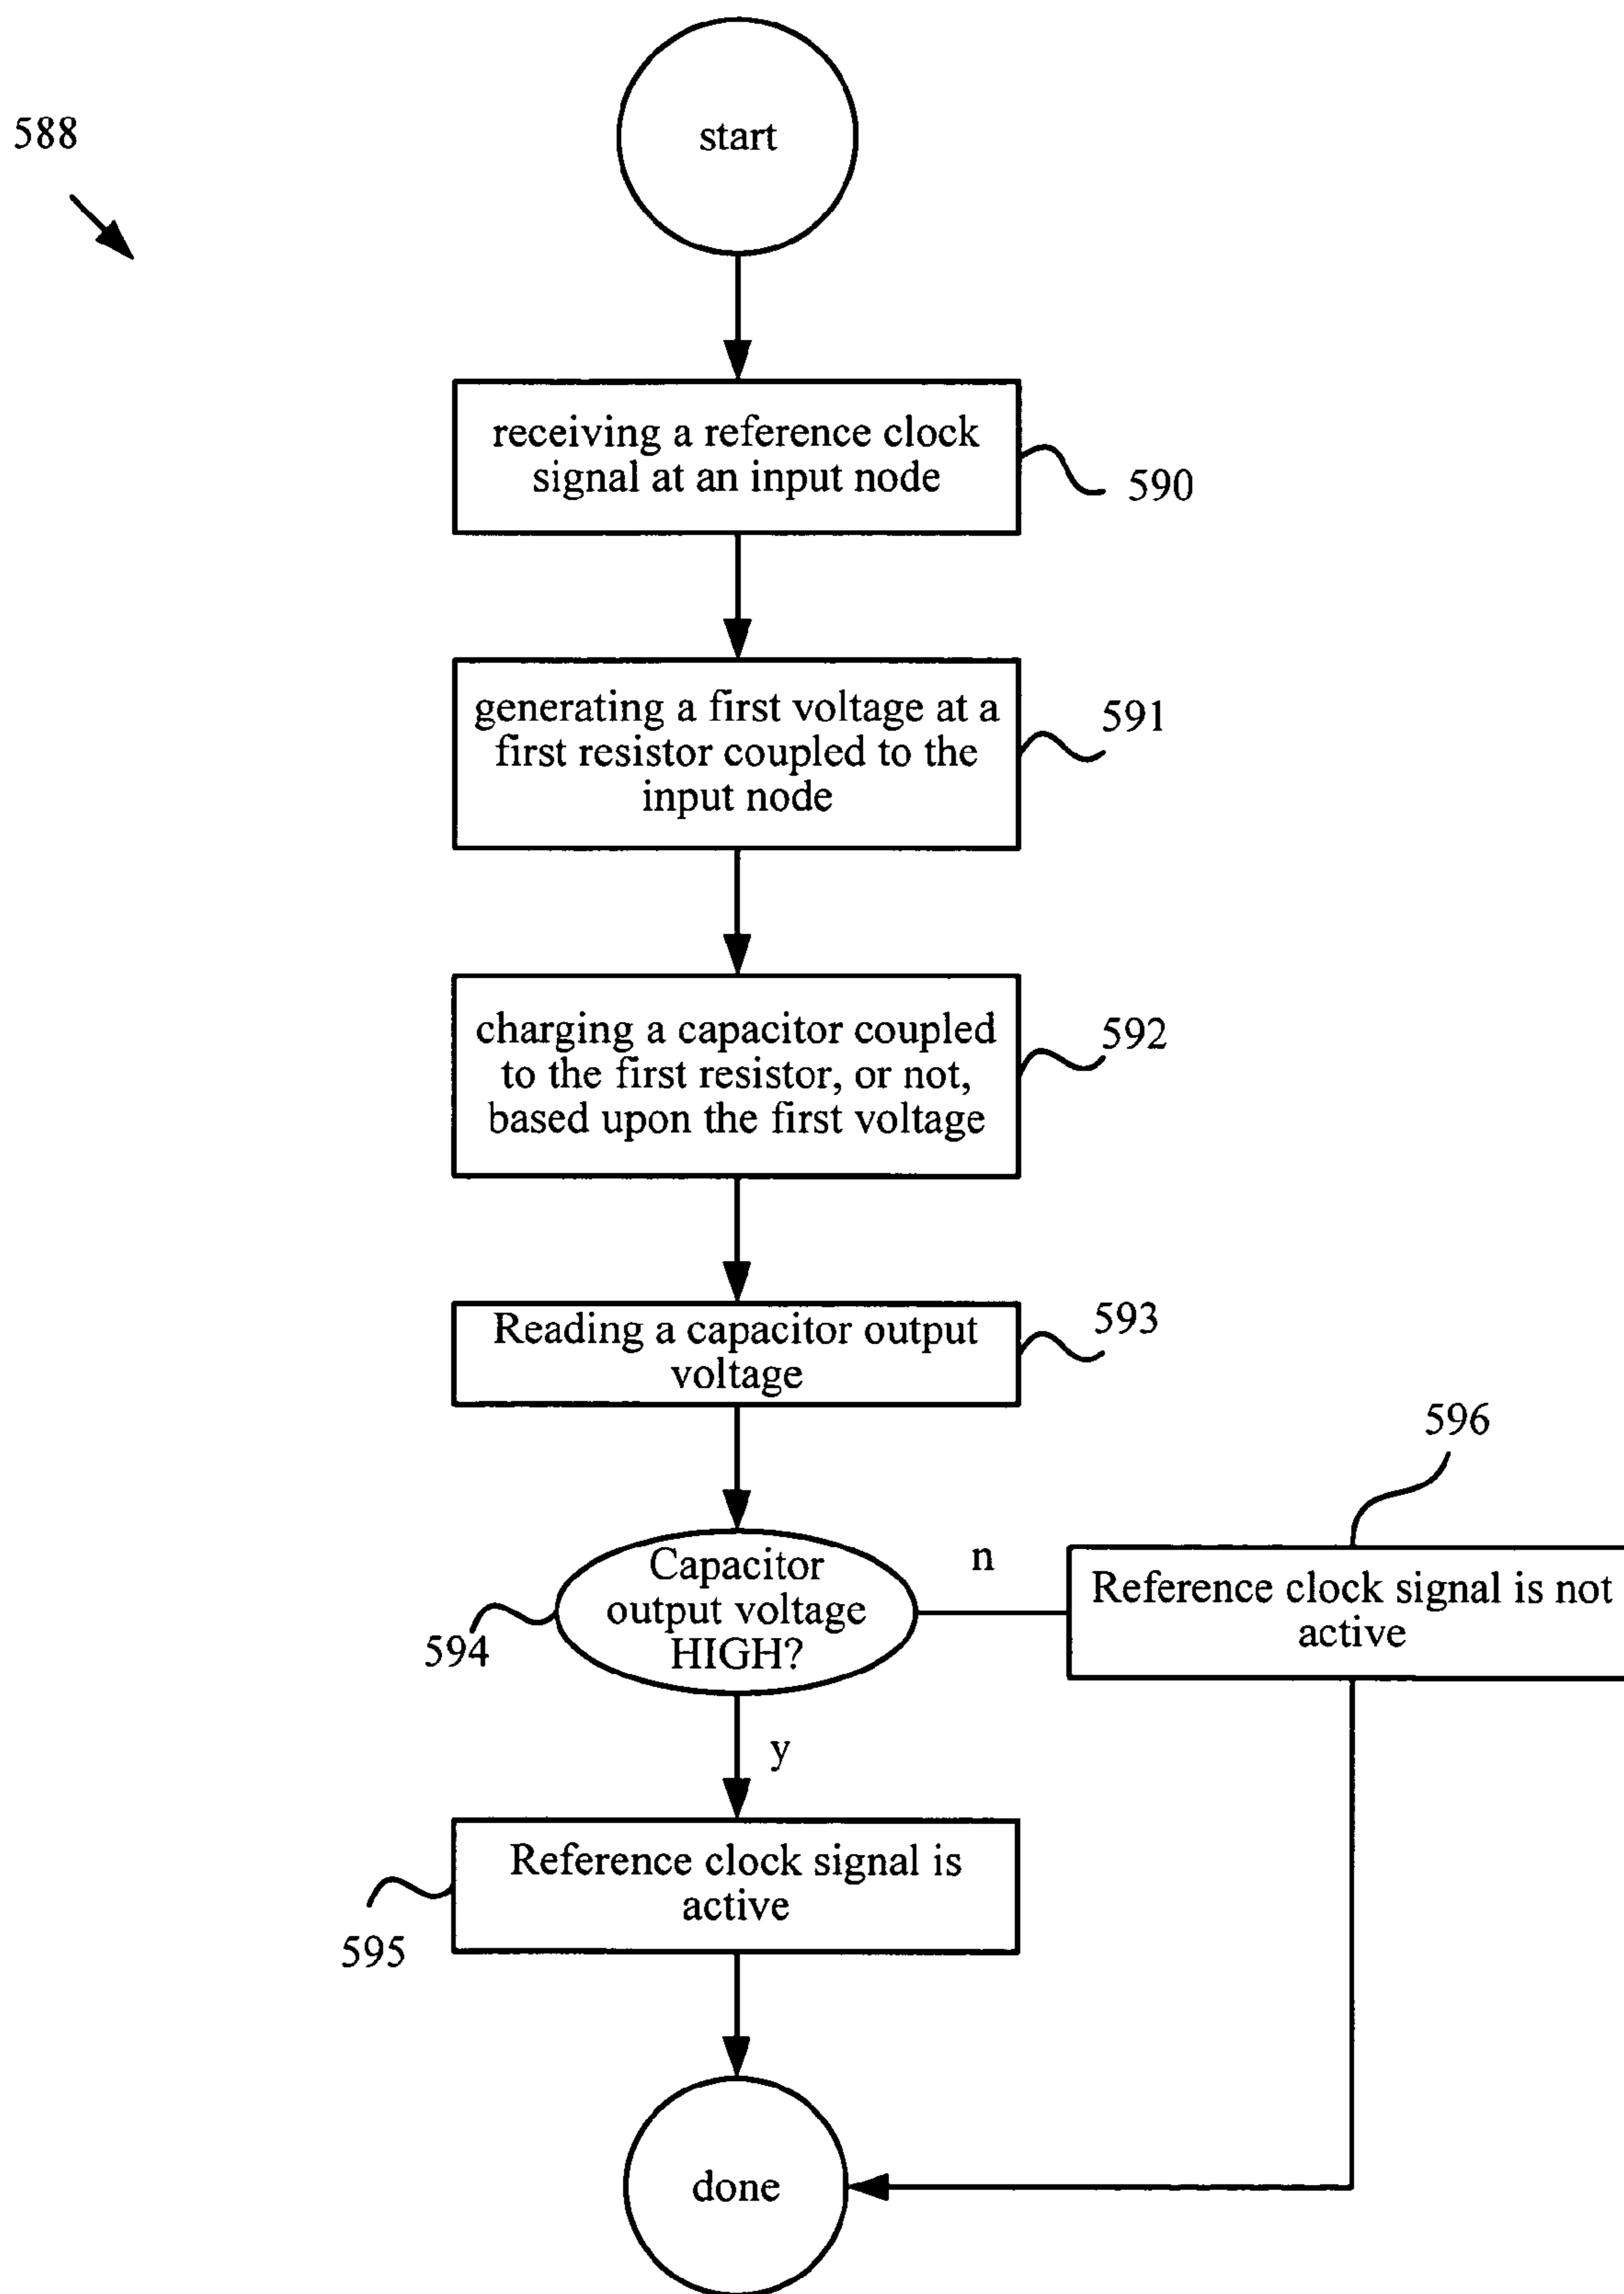 588
start
receiving a reference clock
signal at an input node
590
generating a first voltage at a
first resistor coupled to the
input node
591
charging a capacitor coupled
to the first resistor, or not,
based upon the first voltage
592
Reading a capacitor output
voltage
593
Capacitor
output voltage
HIGH?
594
n
596
Reference clock signal is not
active
y
Reference clock signal is
active
595
done